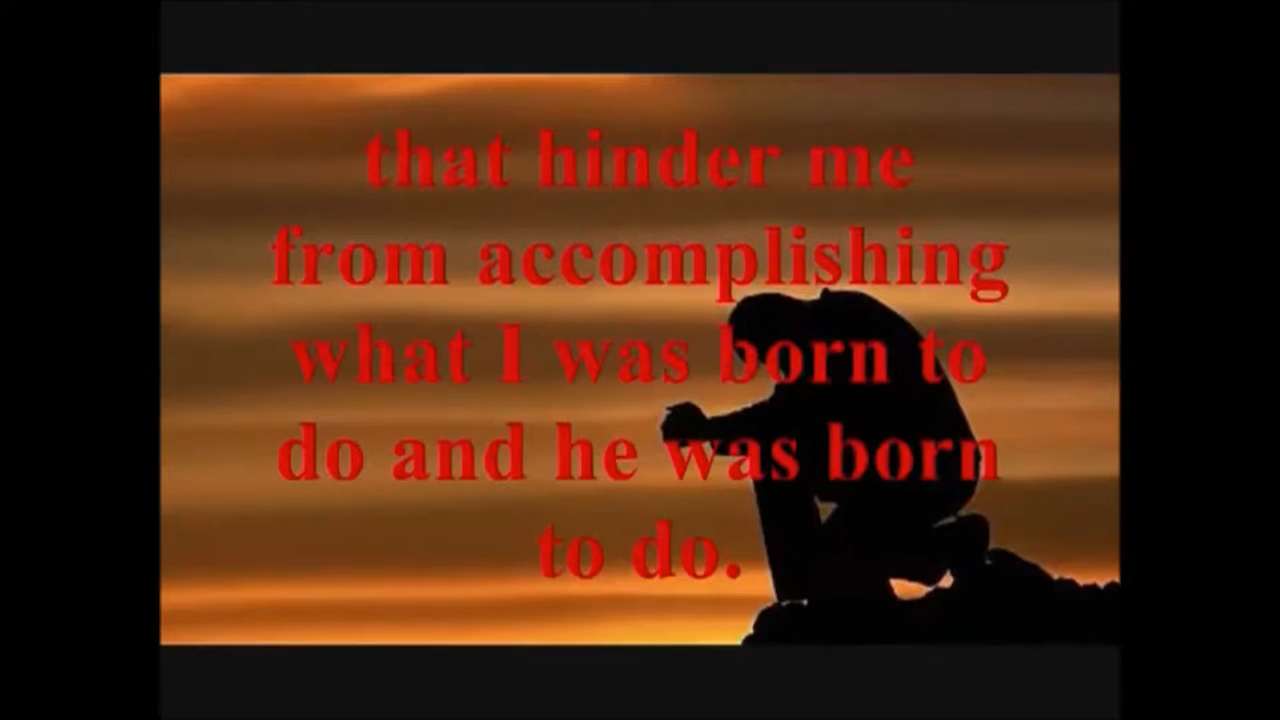 that hinder me
from accomplishing
what I was born to
do and he was born
to do.